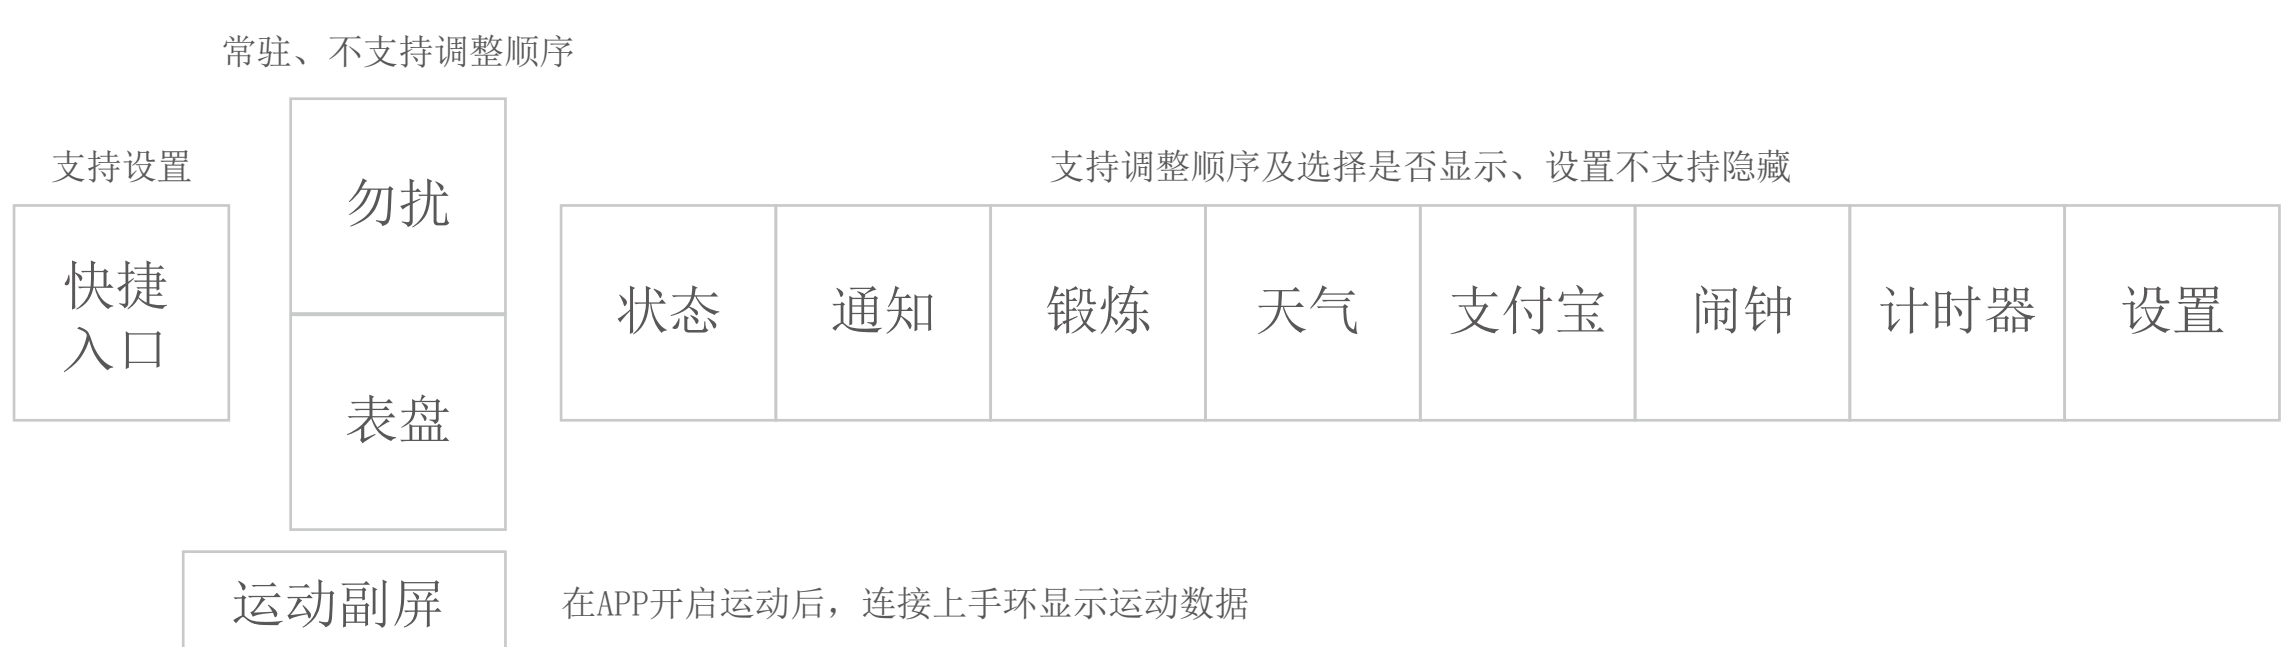 常驻、不支持调整顺序
支持设置
支持调整顺序及选择是否显示、设置不支持隐藏
勿扰
快捷
入口
表盘
状态
通知
锻炼
天气
支付宝
闹钟
计时器
设置
运动副屏
在APP开启运动后，连接上手环显示运动数据